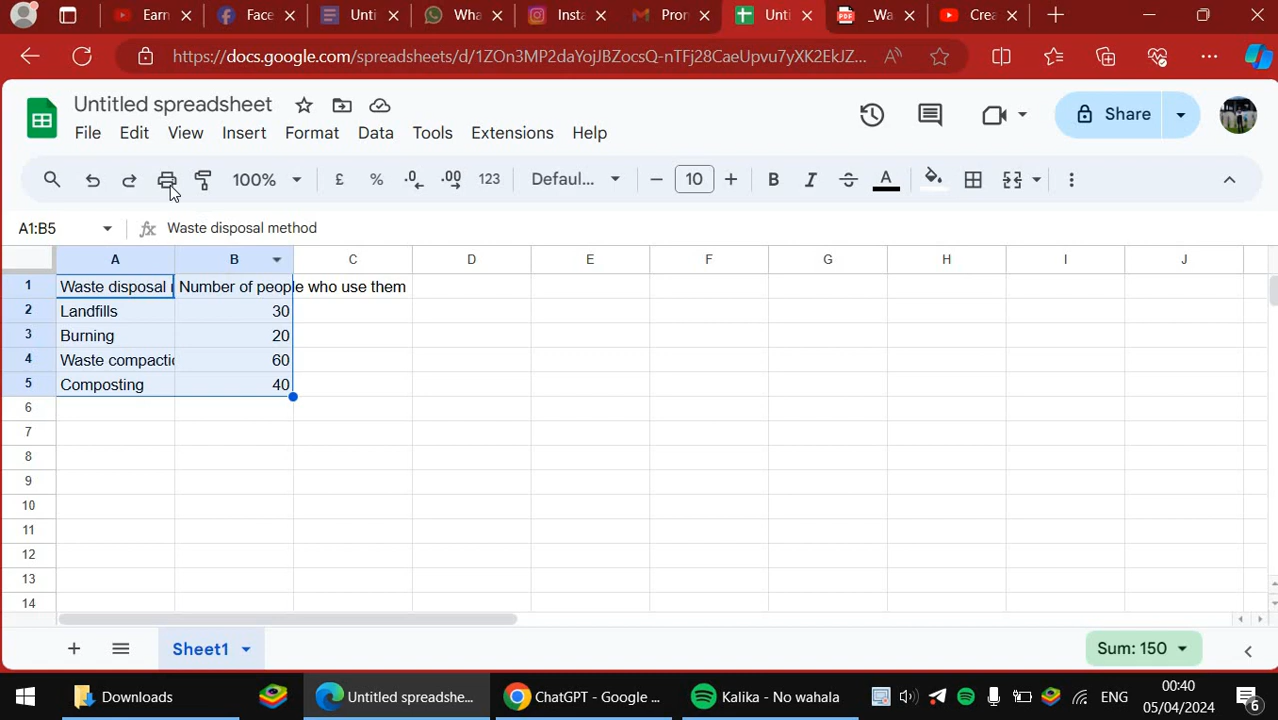 Earn
Face
Unti
Wha
Insta
Pron
Unti
PDF
_Wa
Crea
https://docs.google.com/spreadsheets/d/1ZOn3MP2daYojJBZocsQ-nTFj28CaeUpvu7yXK2EkJZ...
Untitled spreadsheet
File Edit View Insert Format Data Tools Extensions Help
Share
100% £ % .0 .00 123 Defaul... 10 B I S A
A1:B5 fx Waste disposal method
A B C D E F G H I J
1 Waste disposal Number of people who use them
2 Landfills 30
3 Burning 20
4 Waste compactio 60
5 Composting 40
6
7
8
9
10
11
12
13
14
Sheet1 Sum: 150
Downloads Untitled spreadshe... ChatGPT - Google ... Kalika - No wahala ENG 00:40
05/04/2024 6